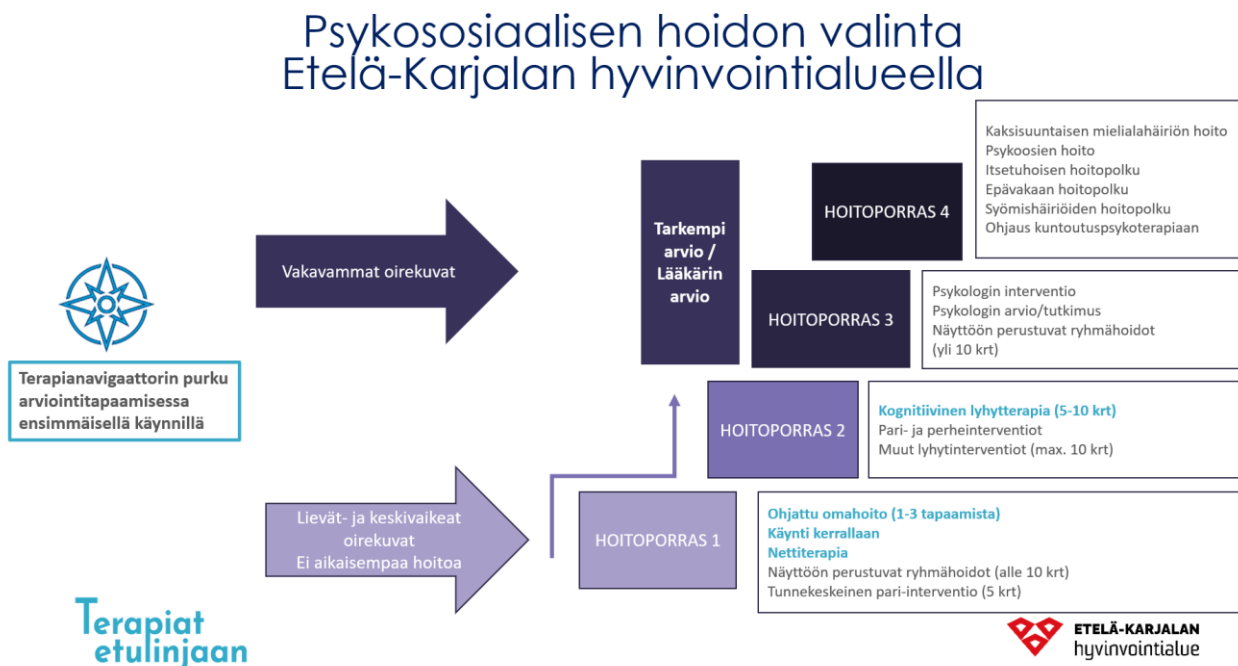 Psykososiaalisen hoidon valinta
Etelä-Karjalan hyvinvointialueella
Kaksisuuntaisen mielialahäiriön hoito
Psykoosien hoito
Itsetuhoisen hoitopolku
Epävakaan hoitopolku
Syömishäiriöiden hoitopolku
Ohjaus kuntoutuspsykoterapiaan
HOITOPORRAS 4
Tarkempi
arvio /
Lääkärin
arvio
Vakavammat oirekuvat
HOITOPORRAS 3
Psykologin interventio
Psykologin arvio/tutkimus
Näyttöön perustuvat ryhmähoidot
(yli 10 krt)
Terapianavigaattorin purku
arviointitapaamisessa
ensimmäisellä käynnillä
HOITOPORRAS 2
Kognitiivinen lyhytterapia (5-10 krt)
Pari- ja perheinterventiot
Muut lyhytinterventiot (max. 10 krt)
Lievät- ja keskivaikeat
oirekuvat
Ei aikaisempaa hoitoa
HOITOPORRAS 1
Ohjattu omahoito (1-3 tapaamista)
Käynti kerrallaan
Nettiterapia
Näyttöön perustuvat ryhmähoidot (alle 10 krt)
Tunnekeskeinen pari-interventio (5 krt)
Terapiat
etulinjaan
ETELÄ-KARJALAN
hyvinvointialue